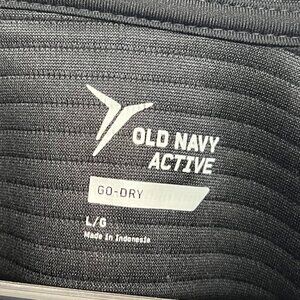 OLD NAVY
ACTIVE
GO-DRY
L/G
Made in Indonesia